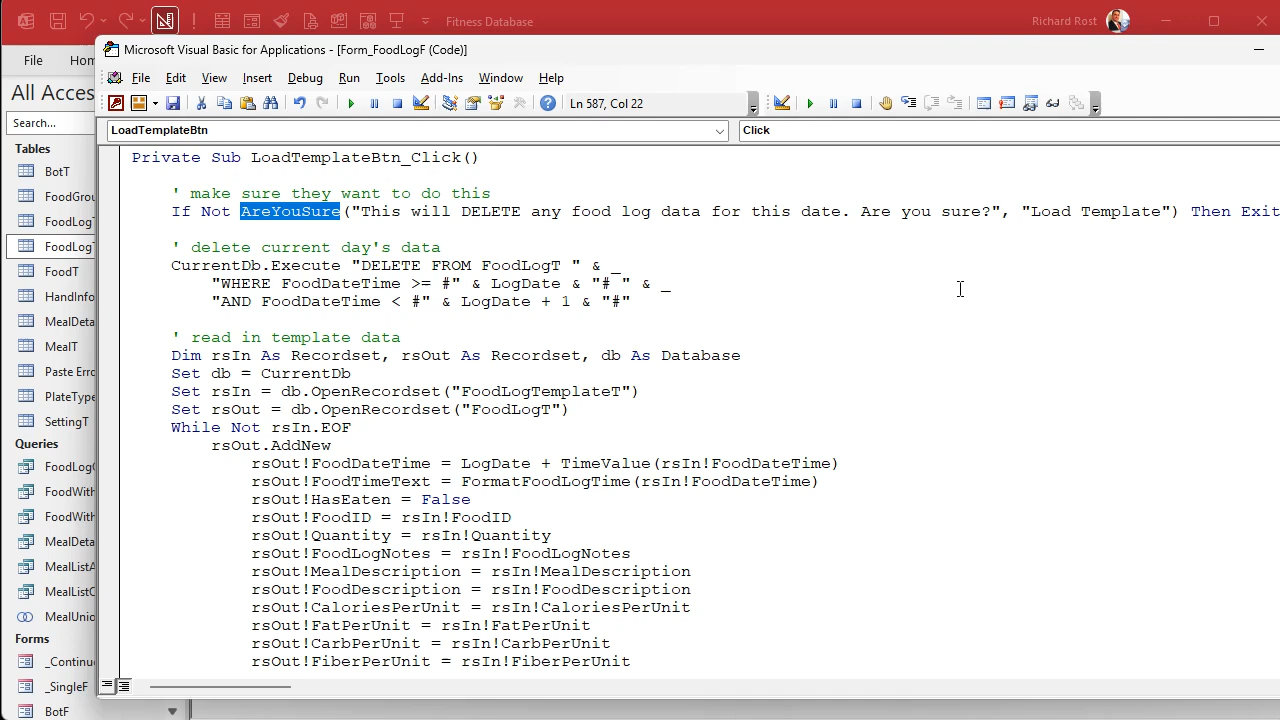 Fitness Database
Richard Rost
File
Hom
Microsoft Visual Basic for Applications - [Form_FoodLogF (Code)]
File Edit View Insert Debug Run Tools Add-Ins Window Help
Ln 587, Col 22
LoadTemplateBtn
Click
All Acces
Search...
Tables
BotT
FoodGrou
FoodLogT
FoodLogT
FoodT
HandInfo
MealDeta
MealT
Paste Erro
PlateType
SettingT
Queries
FoodLogQ
FoodWith
FoodWith
MealDeta
MealListA
MealListC
MealUnio
Forms
_Continue
_SingleF
BotF
Private Sub LoadTemplateBtn_Click()
' make sure they want to do this
If Not AreYouSure("This will DELETE any food log data for this date. Are you sure?", "Load Template") Then Exit
' delete current day's data
CurrentDb.Execute "DELETE FROM FoodLogT " & _
"WHERE FoodDateTime >= #" & LogDate & "# " & _
"AND FoodDateTime < #" & LogDate + 1 & "#"
' read in template data
Dim rsIn As Recordset, rsOut As Recordset, db As Database
Set db = CurrentDb
Set rsIn = db.OpenRecordset("FoodLogTemplateT")
Set rsOut = db.OpenRecordset("FoodLogT")
While Not rsIn.EOF
rsOut.AddNew
rsOut!FoodDateTime = LogDate + TimeValue(rsIn!FoodDateTime)
rsOut!FoodTimeText = FormatFoodLogTime(rsIn!FoodDateTime)
rsOut!HasEaten = False
rsOut!FoodID = rsIn!FoodID
rsOut!Quantity = rsIn!Quantity
rsOut!FoodLogNotes = rsIn!FoodLogNotes
rsOut!MealDescription = rsIn!MealDescription
rsOut!FoodDescription = rsIn!FoodDescription
rsOut!CaloriesPerUnit = rsIn!CaloriesPerUnit
rsOut!FatPerUnit = rsIn!FatPerUnit
rsOut!CarbPerUnit = rsIn!CarbPerUnit
rsOut!FiberPerUnit = rsIn!FiberPerUnit